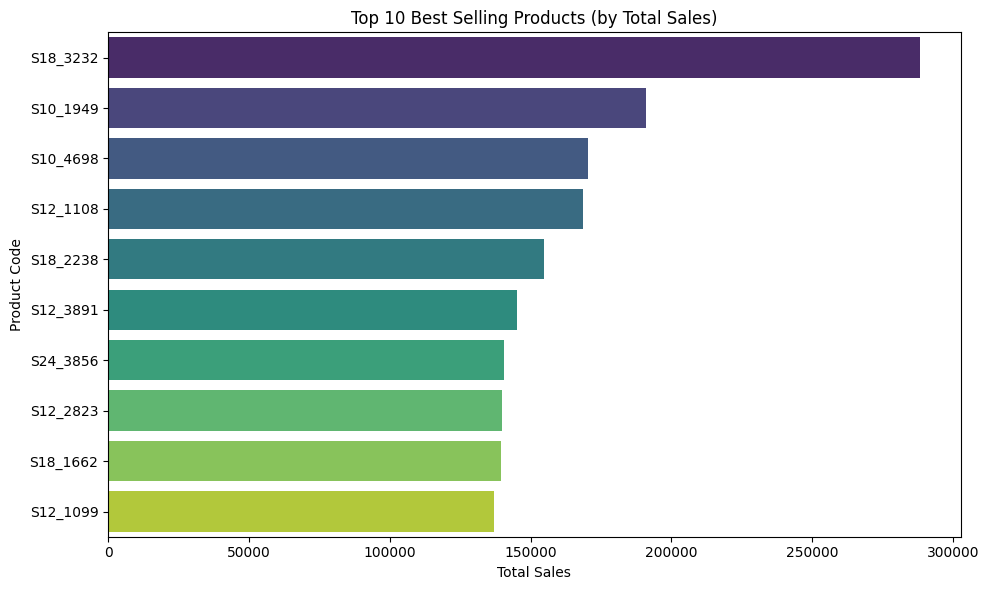 Top 10 Best Selling Products (by Total Sales)
Product Code
S18_3232
S10_1949
S10_4698
S12_1108
S18_2238
S12_3891
S24_3856
S12_2823
S18_1662
S12_1099
0 50000 100000 150000 200000 250000 300000
Total Sales